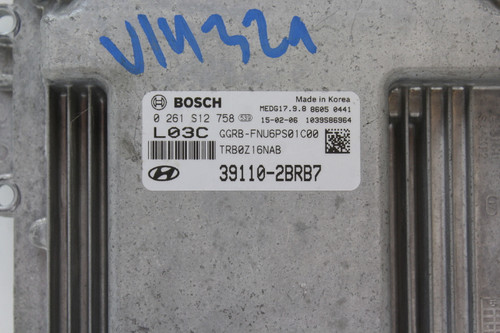 V1432A
BOSCH
Made in Korea
MEDG17.9.8 8605 0441
0 261 S12 758
15-02-06 1039S86964
L03C
GGRB-FNU6PS01C00
TRB0Z16NAB
39110-2BRB7